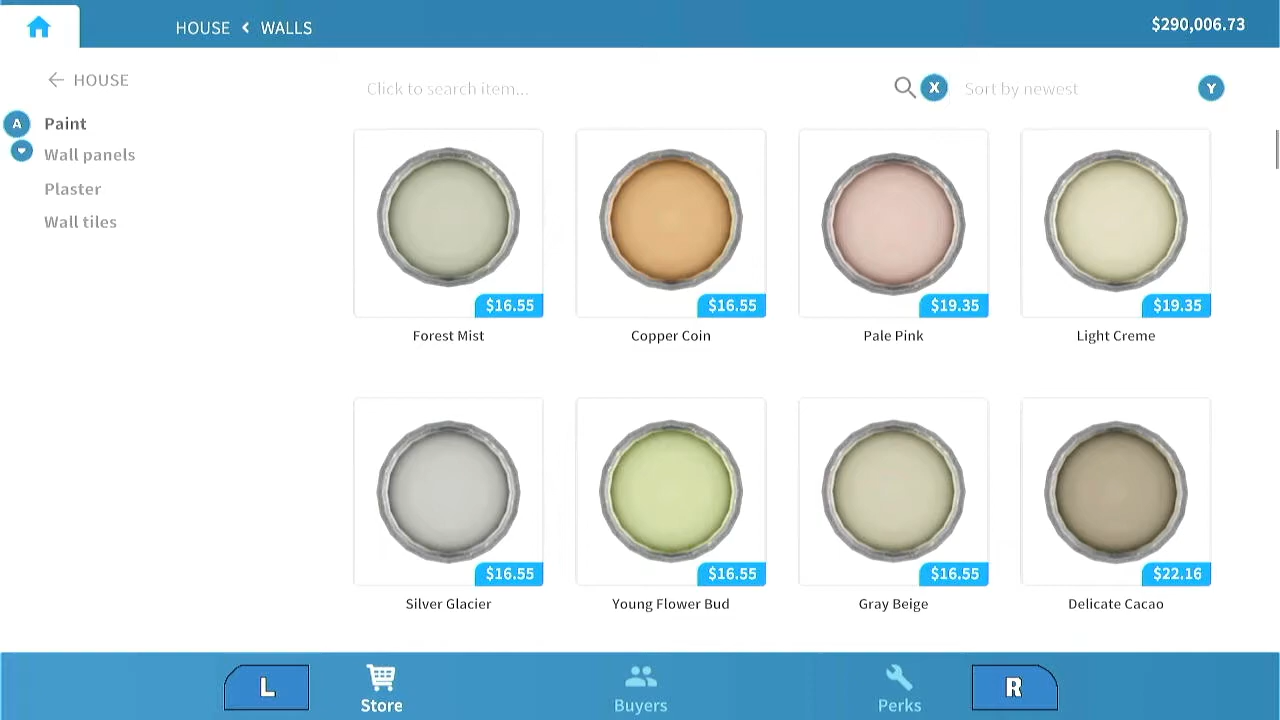 HOUSE < WALLS
$290,006.73
HOUSE
Click to search item...
X
Sort by newest
Y
A
Paint
Wall panels
Plaster
Wall tiles
$16.55
$16.55
$19.35
$19.35
Forest Mist
Copper Coin
Pale Pink
Light Creme
$16.55
$16.55
$16.55
$22.16
Silver Glacier
Young Flower Bud
Gray Beige
Delicate Cacao
L
Store
Buyers
Perks
R